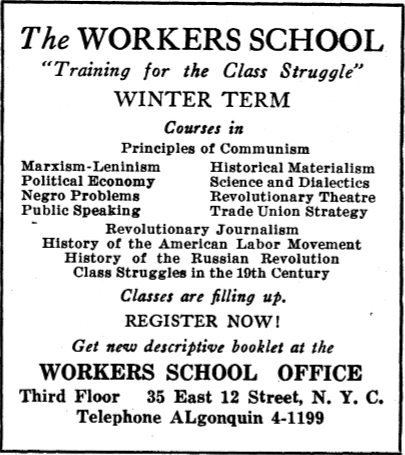 The WORKERS SCHOOL
"Training for the Class Struggle"
WINTER TERM
Courses in
Principles of Communism
Marxism-Leninism Historical Materialism
Political Economy Science and Dialectics
Negro Problems Revolutionary Theatre
Public Speaking Trade Union Strategy
Revolutionary Journalism
History of the American Labor Movement
History of the Russian Revolution
Class Struggles in the 19th Century
Classes are filling up.
REGISTER NOW!
Get new descriptive booklet at the
WORKERS SCHOOL OFFICE
Third Floor 35 East 12 Street, N. Y. C.
Telephone ALgonquin 4-1199